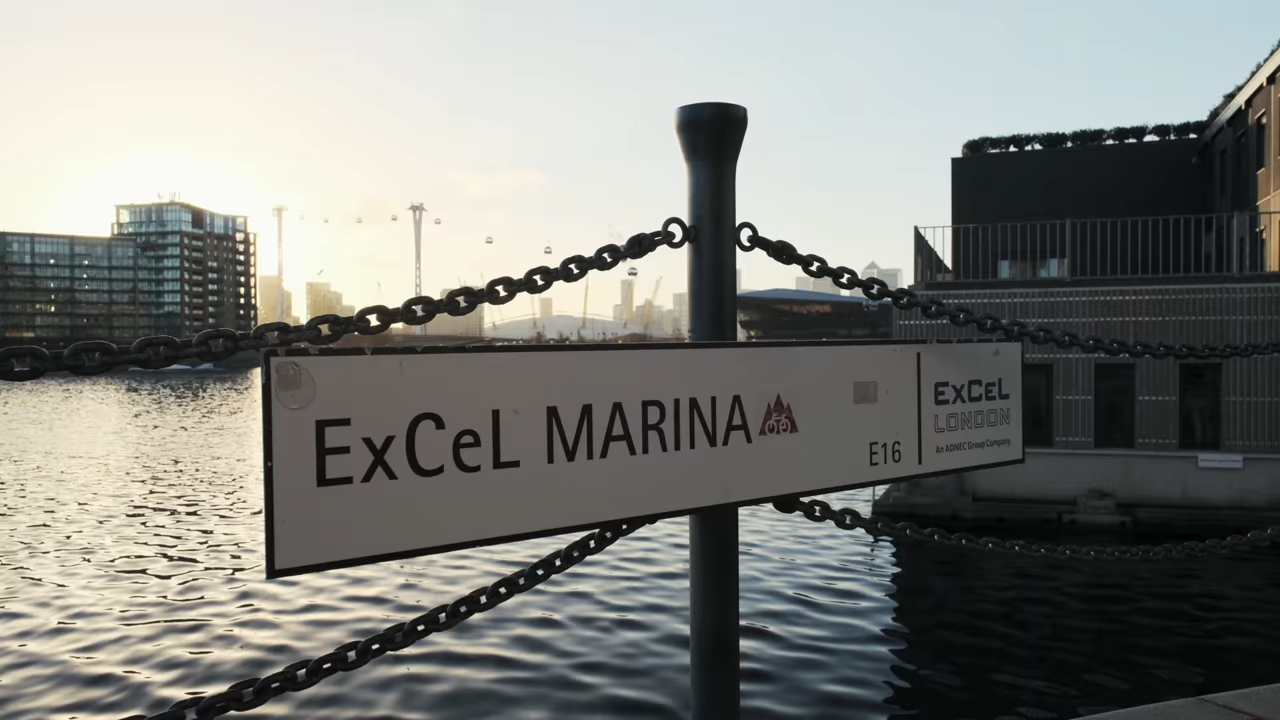 ExCeL MARINA
E16
ExCeL
LONDON
An ADNEC Group Company